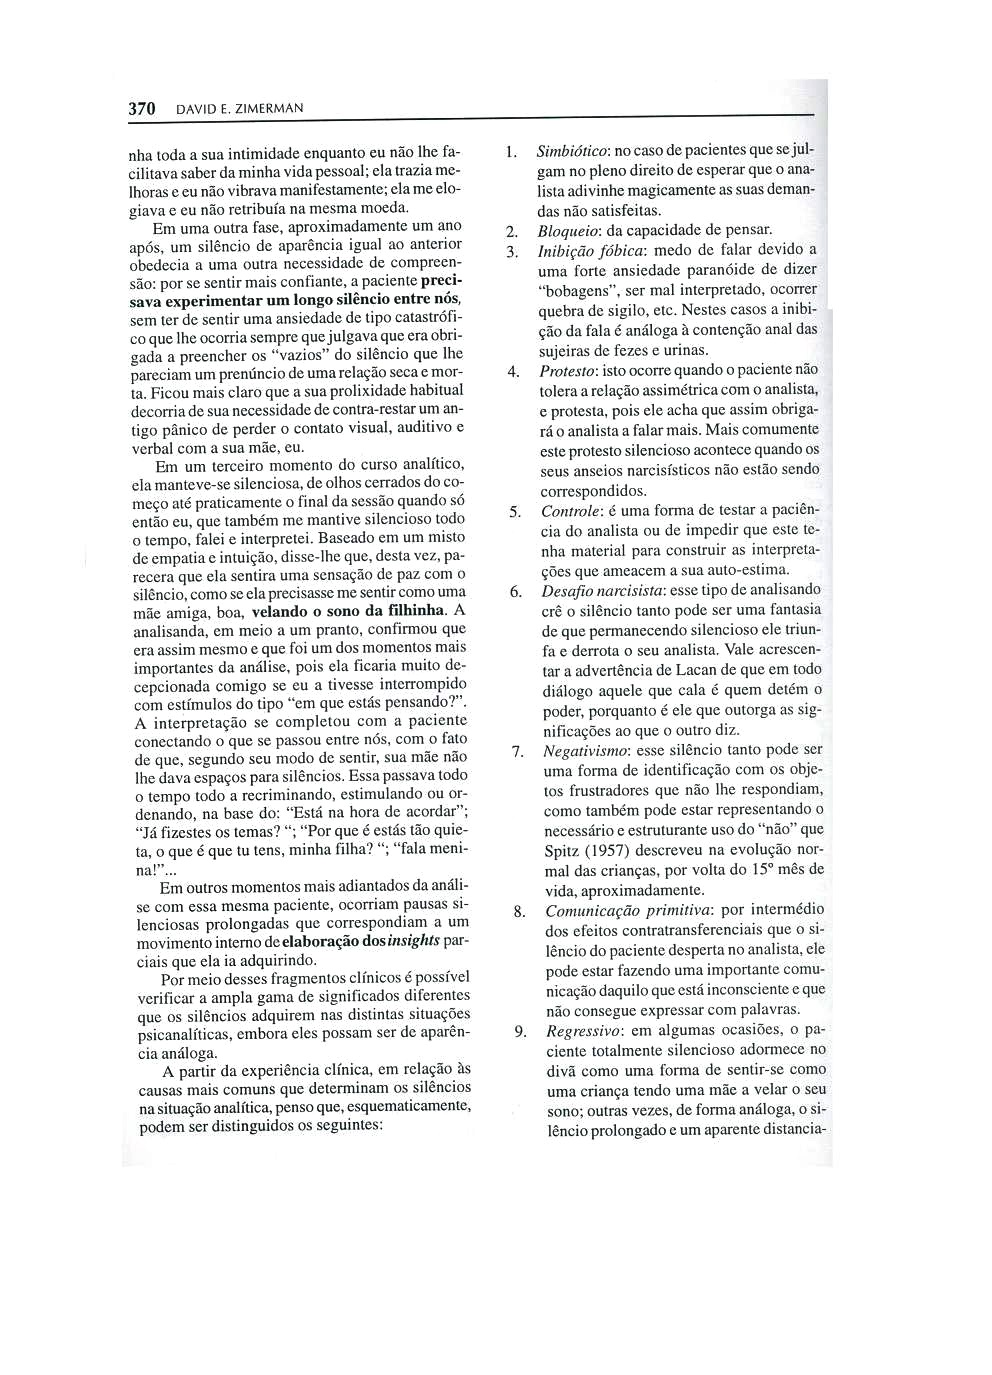 370 DAVID E. ZIMERMAN
nha toda a sua intimidade enquanto eu não lhe fa-
cilitava saber da minha vida pessoal; ela trazia me-
lhoras e eu não vibrava manifestamente; ela me elo-
giava e eu não retribuía na mesma moeda.
Em uma outra fase, aproximadamente um ano
após, um silêncio de aparência igual ao anterior
obedecia a uma outra necessidade de compreen-
são: por se sentir mais confiante, a paciente preci-
sava experimentar um longo silêncio entre nós,
sem ter de sentir uma ansiedade de tipo catastrófi-
co que lhe ocorria sempre que julgava que era obri-
gada a preencher os “vazios” do silêncio que lhe
pareciam um prenúncio de uma relação seca e mor-
ta. Ficou mais claro que a sua prolixidade habitual
decorria de sua necessidade de contra-restar um an-
tigo pânico de perder o contato visual, auditivo e
verbal com a sua mãe, eu.
Em um terceiro momento do curso analítico,
ela manteve-se silenciosa, de olhos cerrados do co-
meço até praticamente o final da sessão quando só
então eu, que também me mantive silencioso todo
o tempo, falei e interpretei. Baseado em um misto
de empatia e intuição, disse-lhe que, desta vez, pa-
recera que ela sentira uma sensação de paz com o
silêncio, como se ela precisasse me sentir como uma
mãe amiga, boa, velando o sono da filhinha. A
analisanda, em meio a um pranto, confirmou que
era assim mesmo e que foi um dos momentos mais
importantes da análise, pois ela ficaria muito de-
cepcionada comigo se eu a tivesse interrompido
com estímulos do tipo “em que estás pensando?”.
A interpretação se completou com a paciente
conectando o que se passou entre nós, com o fato
de que, segundo seu modo de sentir, sua mãe não
lhe dava espaços para silêncios. Essa passava todo
o tempo todo a recriminando, estimulando ou or-
denando, na base do: “Está na hora de acordar”;
“Já fizestes os temas? “; “Por que é estás tão quie-
ta, o que é que tu tens, minha filha? “; “fala meni-
na!”...
Em outros momentos mais adiantados da análi-
se com essa mesma paciente, ocorriam pausas si-
lenciosas prolongadas que correspondiam a um
movimento interno de elaboração dos insights par-
ciais que ela ia adquirindo.
Por meio desses fragmentos clínicos é possível
verificar a ampla gama de significados diferentes
que os silêncios adquirem nas distintas situações
psicanalíticas, embora eles possam ser de aparên-
cia análoga.
A partir da experiência clínica, em relação às
causas mais comuns que determinam os silêncios
na situação analítica, penso que, esquematicamente,
podem ser distinguidos os seguintes:
1. Simbiótico: no caso de pacientes que se jul-
gam no pleno direito de esperar que o ana-
lista adivinhe magicamente as suas deman-
das não satisfeitas.
2. Bloqueio: da capacidade de pensar.
3. Inibição fóbica: medo de falar devido a
uma forte ansiedade paranóide de dizer
“bobagens”, ser mal interpretado, ocorrer
quebra de sigilo, etc. Nestes casos a inibi-
ção da fala é análoga à contenção anal das
sujeiras de fezes e urinas.
4. Protesto: isto ocorre quando o paciente não
tolera a relação assimétrica com o analista,
e protesta, pois ele acha que assim obriga-
rá o analista a falar mais. Mais comumente
este protesto silencioso acontece quando os
seus anseios narcisísticos não estão sendo
correspondidos.
5. Controle: é uma forma de testar a paciên-
cia do analista ou de impedir que este te-
nha material para construir as interpreta-
ções que ameacem a sua auto-estima.
6. Desafio narcisista: esse tipo de analisando
crê o silêncio tanto pode ser uma fantasia
de que permanecendo silencioso ele triun-
fa e derrota o seu analista. Vale acrescen-
tar a advertência de Lacan de que em todo
diálogo aquele que cala é quem detém o
poder, porquanto é ele que outorga as sig-
nificações ao que o outro diz.
7. Negativismo: esse silêncio tanto pode ser
uma forma de identificação com os obje-
tos frustradores que não lhe respondiam,
como também pode estar representando o
necessário e estruturante uso do “não” que
Spitz (1957) descreveu na evolução nor-
mal das crianças, por volta do 15º mês de
vida, aproximadamente.
8. Comunicação primitiva: por intermédio
dos efeitos contratransferenciais que o si-
lêncio do paciente desperta no analista, ele
pode estar fazendo uma importante comu-
nicação daquilo que está inconsciente e que
não consegue expressar com palavras.
9. Regressivo: em algumas ocasiões, o pa-
ciente totalmente silencioso adormece no
divã como uma forma de sentir-se como
uma criança tendo uma mãe a velar o seu
sono; outras vezes, de forma análoga, o si-
lêncio prolongado e um aparente distancia-